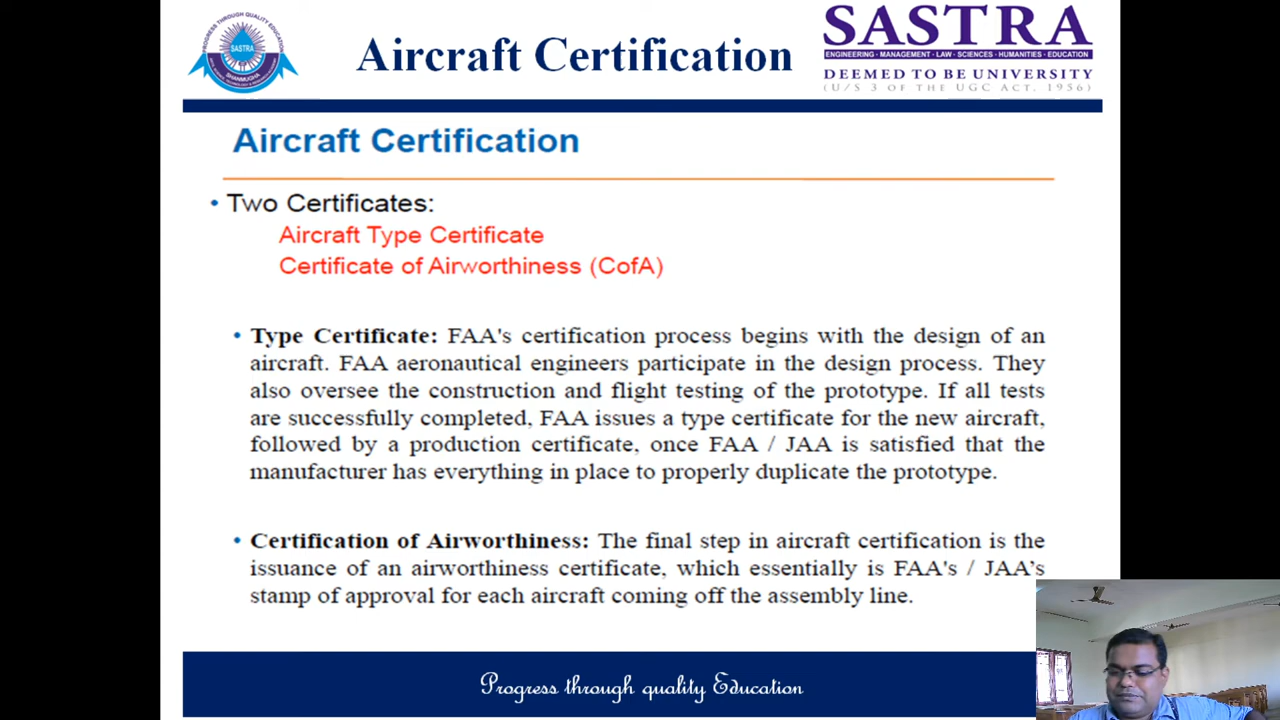 PROGRESS THROUGH QUALITY EDUCATION
SASTRA
SHANMUGHA
Aircraft Certification
SASTRA
ENGINEERING · MANAGEMENT · LAW · SCIENCES · HUMANITIES · EDUCATION
DEEMED TO BE UNIVERSITY
(U/S 3 OF THE UGC ACT, 1956)
Aircraft Certification
• Two Certificates:
Aircraft Type Certificate
Certificate of Airworthiness (CofA)
• Type Certificate: FAA's certification process begins with the design of an
aircraft. FAA aeronautical engineers participate in the design process. They
also oversee the construction and flight testing of the prototype. If all tests
are successfully completed, FAA issues a type certificate for the new aircraft,
followed by a production certificate, once FAA / JAA is satisfied that the
manufacturer has everything in place to properly duplicate the prototype.
• Certification of Airworthiness: The final step in aircraft certification is the
issuance of an airworthiness certificate, which essentially is FAA's / JAA’s
stamp of approval for each aircraft coming off the assembly line.
Progress through quality Education